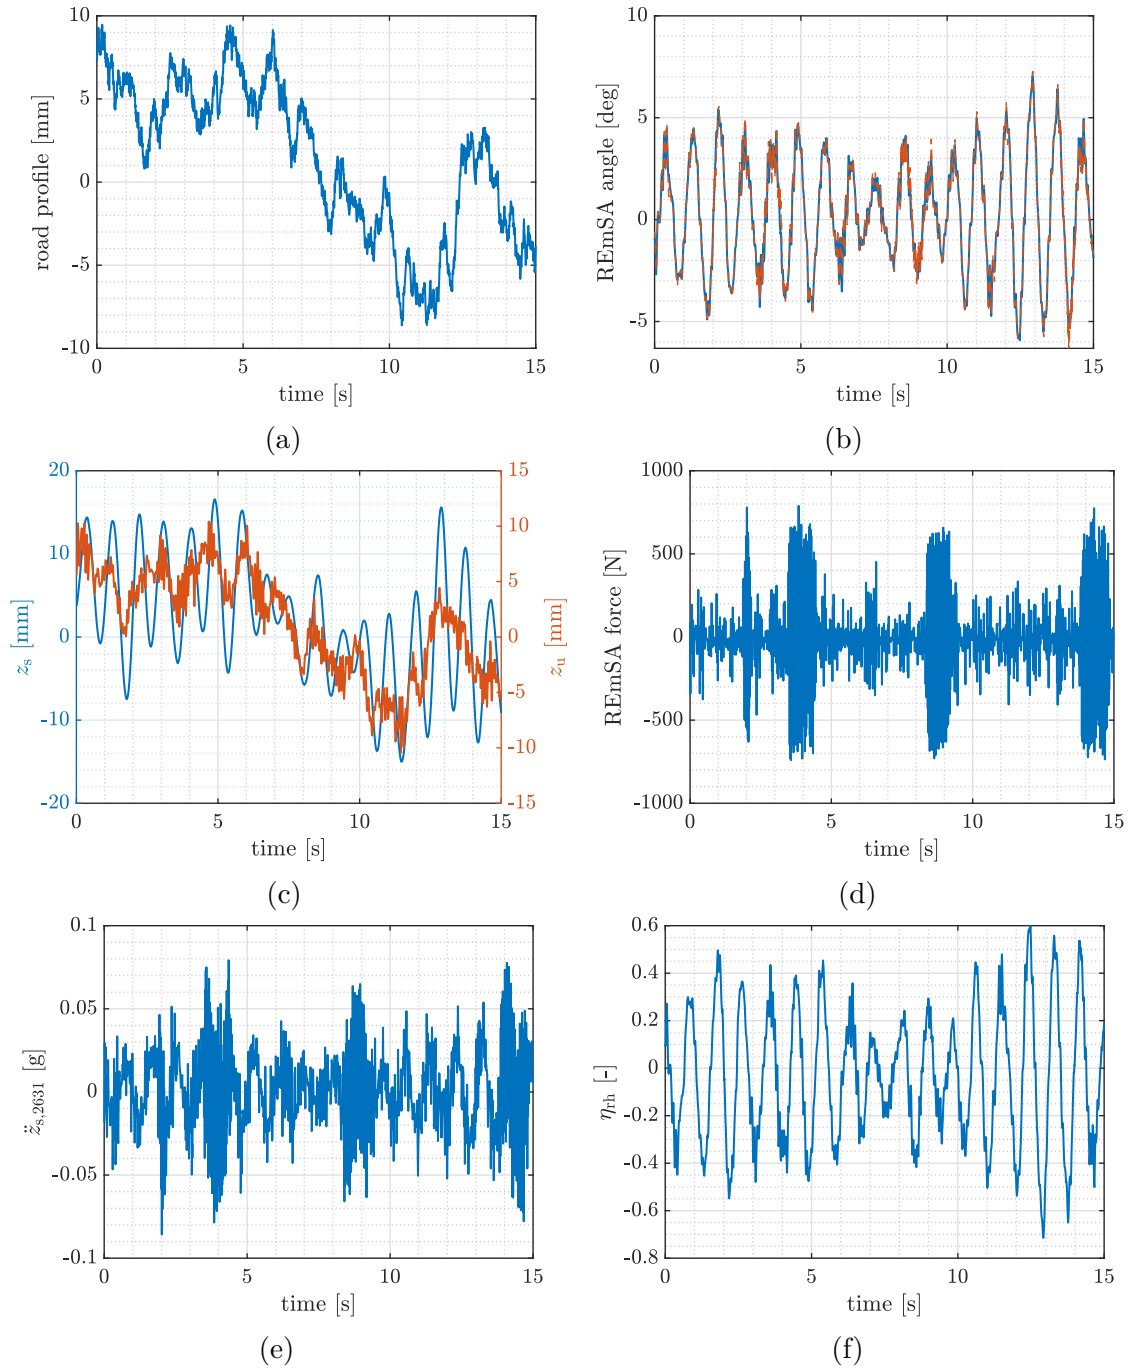 10
5
0
-5
-10
road profile [mm]
0 5 10 15
time [s]
(a)
10
5
0
-5
REmSA angle [deg]
0 5 10 15
time [s]
(b)
20
10
0
-10
-20
z_s [mm]
15
10
5
0
-5
-10
-15
z_u [mm]
0 5 10 15
time [s]
(c)
1000
500
0
-500
-1000
REmSA force [N]
0 5 10 15
time [s]
(d)
0.1
0.05
0
-0.05
-0.1
z̈_s,2631 [g]
0 5 10 15
time [s]
(e)
0.6
0.4
0.2
0
-0.2
-0.4
-0.6
-0.8
η_rh [-]
0 5 10 15
time [s]
(f)